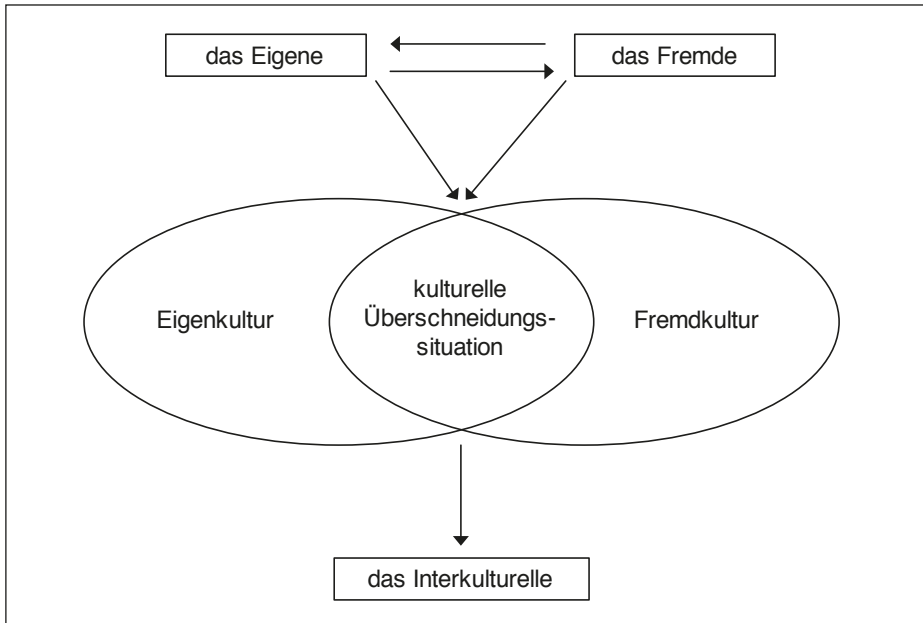 das Eigene
das Fremde
Eigenkultur
kulturelle
Überschneidungs-
situation
Fremdkultur
das Interkulturelle